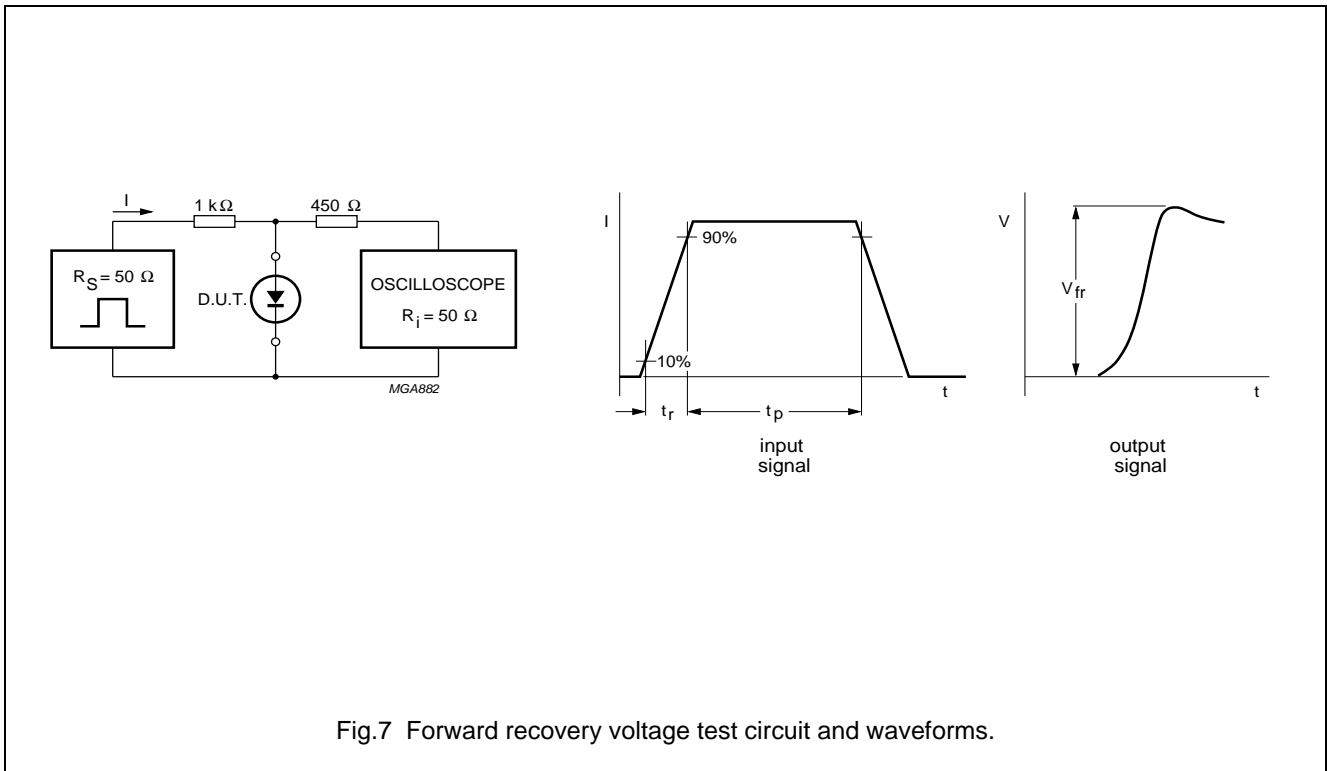 I
1 kΩ
450 Ω
R_S = 50 Ω
D.U.T.
OSCILLOSCOPE
R_i = 50 Ω
MGA882
I
90%
10%
t
t_r
t_p
input
signal
V
V_fr
t
output
signal
Fig.7 Forward recovery voltage test circuit and waveforms.